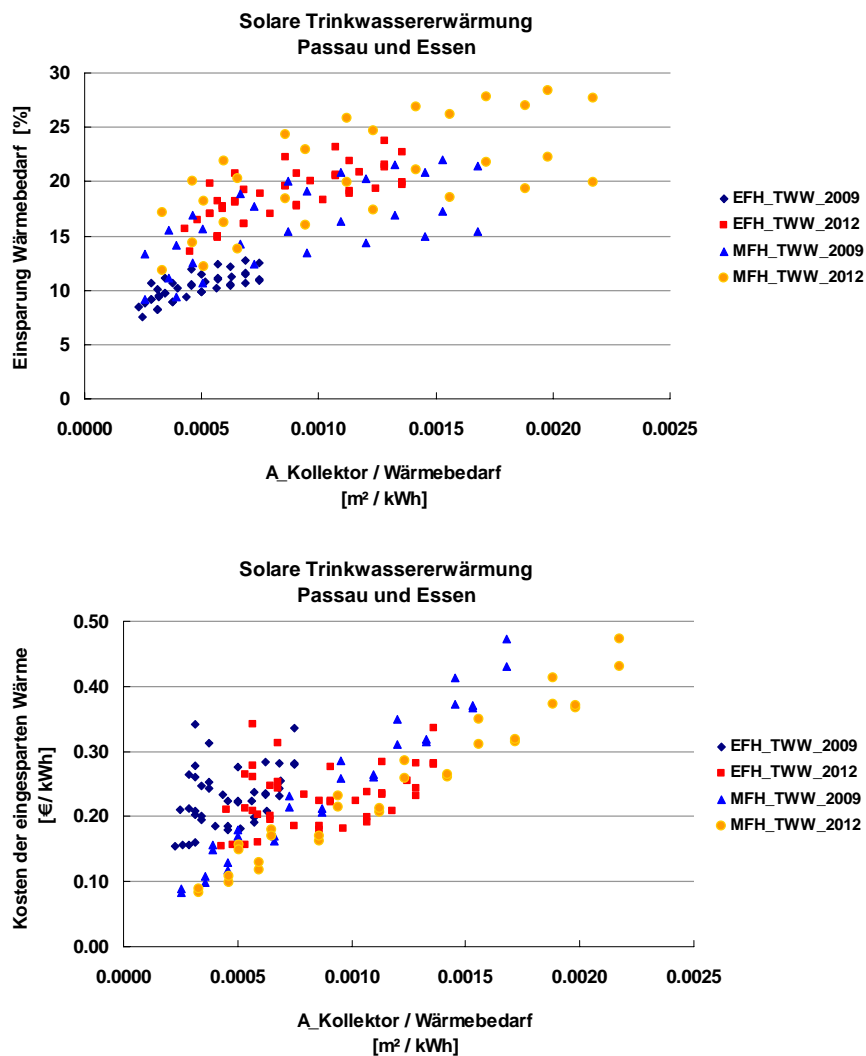 Solare Trinkwassererwärmung
Passau und Essen
Einsparung Wärmebedarf [%]
30
25
20
15
10
5
0
0.0000 0.0005 0.0010 0.0015 0.0020 0.0025
A_Kollektor / Wärmebedarf
[m² / kWh]
EFH_TWW_2009
EFH_TWW_2012
MFH_TWW_2009
MFH_TWW_2012
Solare Trinkwassererwärmung
Passau und Essen
Kosten der eingesparten Wärme
[€/ kWh]
0.50
0.40
0.30
0.20
0.10
0.00
0.0000 0.0005 0.0010 0.0015 0.0020 0.0025
A_Kollektor / Wärmebedarf
[m² / kWh]
EFH_TWW_2009
EFH_TWW_2012
MFH_TWW_2009
MFH_TWW_2012